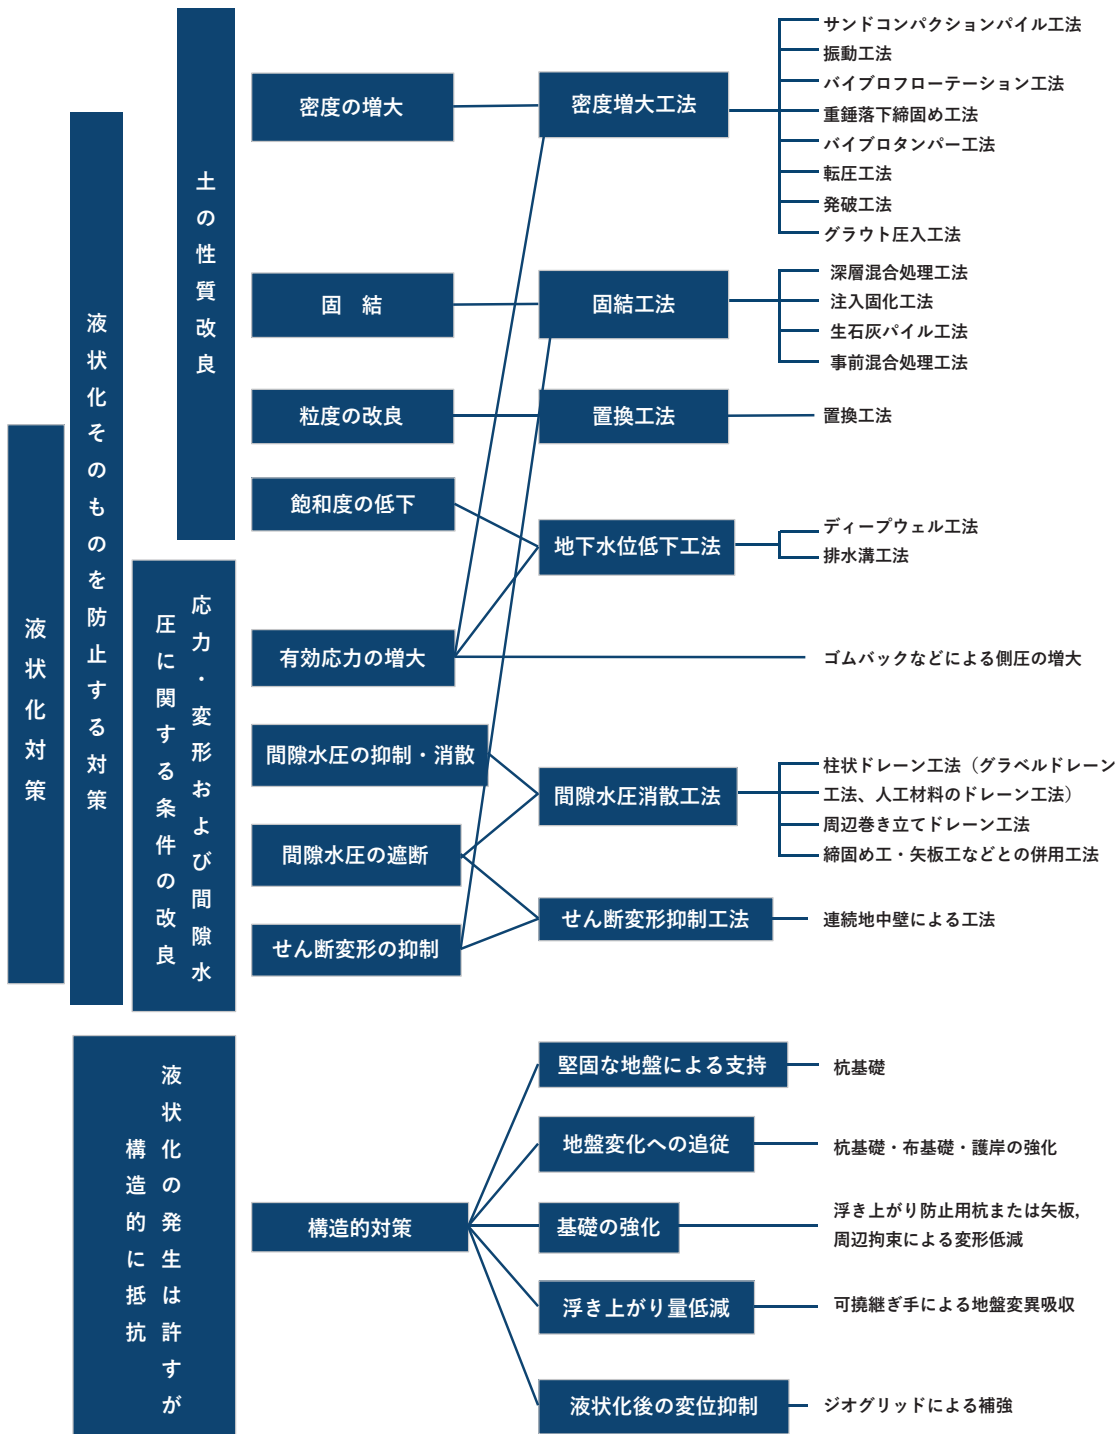 液状化対策
液状化そのものを防止する対策
土の性質改良
応力・変形および間隙水
圧に関する条件の改良
密度の増大
固　結
粒度の改良
飽和度の低下
有効応力の増大
間隙水圧の抑制・消散
間隙水圧の遮断
せん断変形の抑制
密度増大工法
固結工法
置換工法
地下水位低下工法
間隙水圧消散工法
せん断変形抑制工法
サンドコンパクションパイル工法
振動工法
バイブロフローテーション工法
重錘落下締固め工法
バイブロタンパー工法
転圧工法
発破工法
グラウト圧入工法
深層混合処理工法
注入固化工法
生石灰パイル工法
事前混合処理工法
置換工法
ディープウェル工法
排水溝工法
ゴムバックなどによる側圧の増大
柱状ドレーン工法（グラベルドレーン
工法、人工材料のドレーン工法）
周辺巻き立てドレーン工法
締固め工・矢板工などとの併用工法
連続地中壁による工法
液状化の発生は許すが
構造的に抵抗
構造的対策
堅固な地盤による支持
地盤変化への追従
基礎の強化
浮き上がり量低減
液状化後の変位抑制
杭基礎
杭基礎・布基礎・護岸の強化
浮き上がり防止用杭または矢板,
周辺拘束による変形低減
可撓継ぎ手による地盤変異吸収
ジオグリッドによる補強